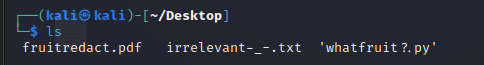 ┌──(kali㉿kali)-[~/Desktop]
└─$ ls
fruitredact.pdf   irrelevant-_-.txt  'whatfruit?.py'